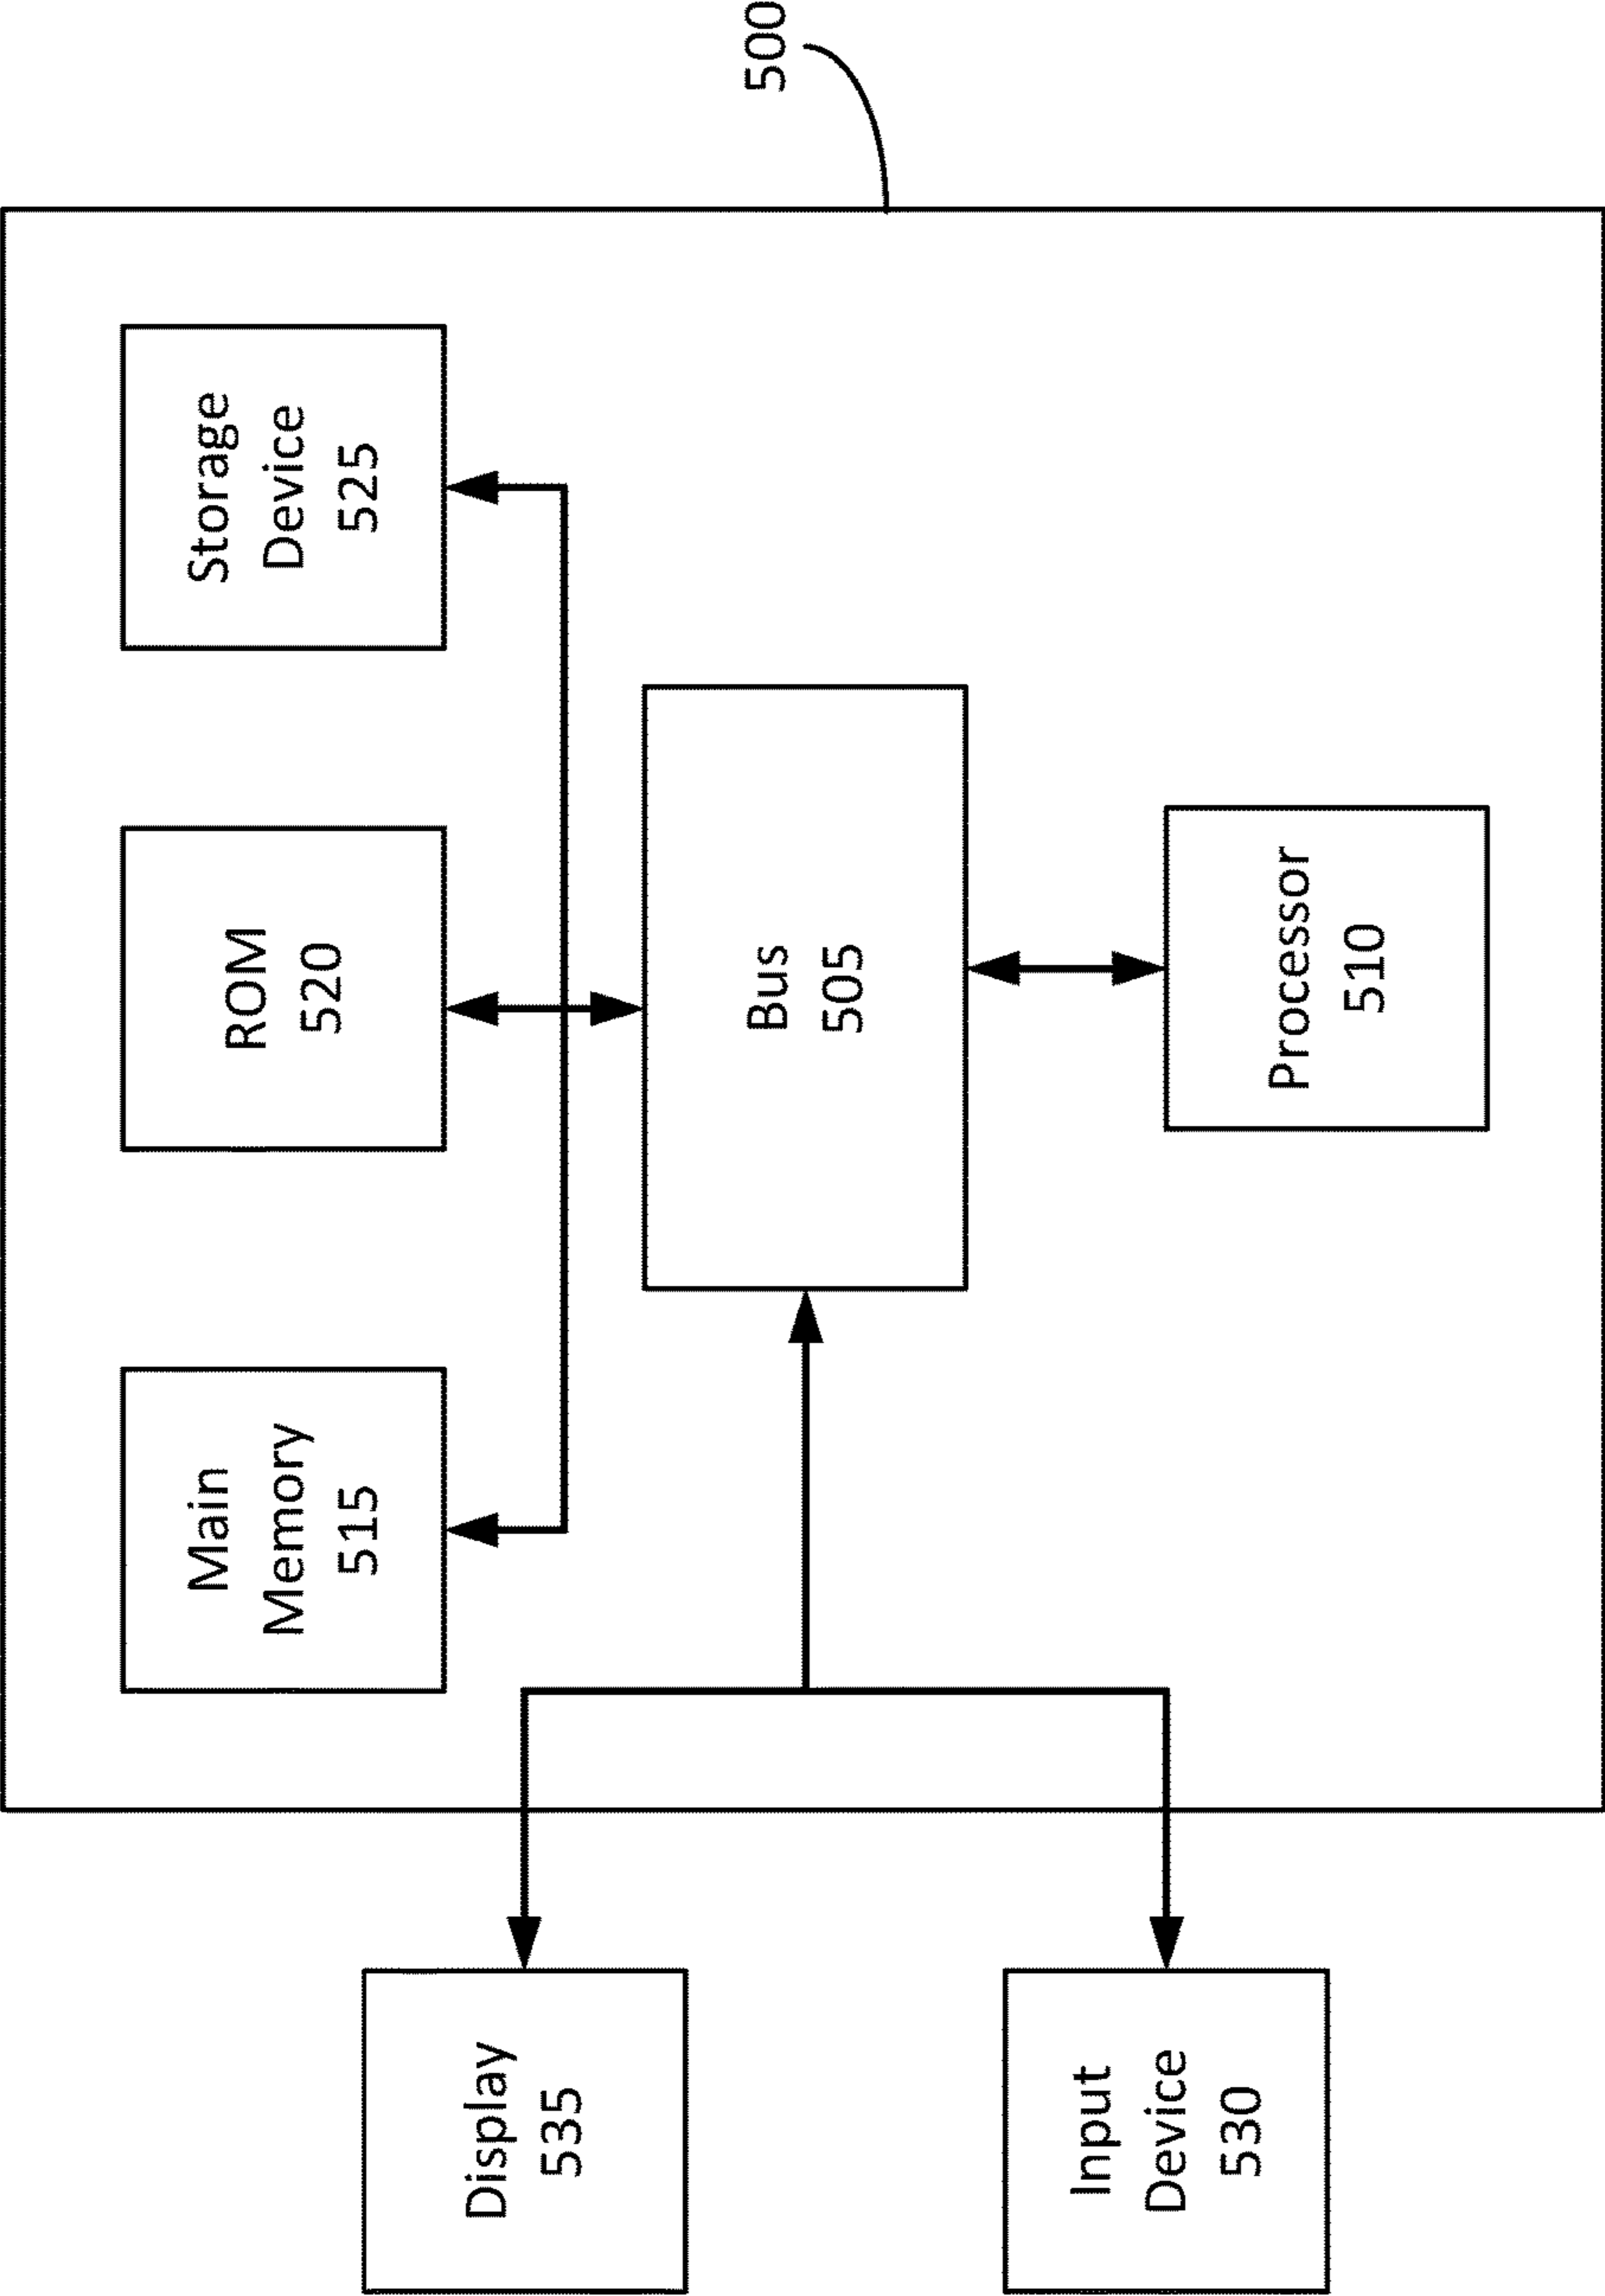 500
Main
Memory
515
ROM
520
Storage
Device
525
Display
535
Bus
505
Input
Device
530
Processor
510